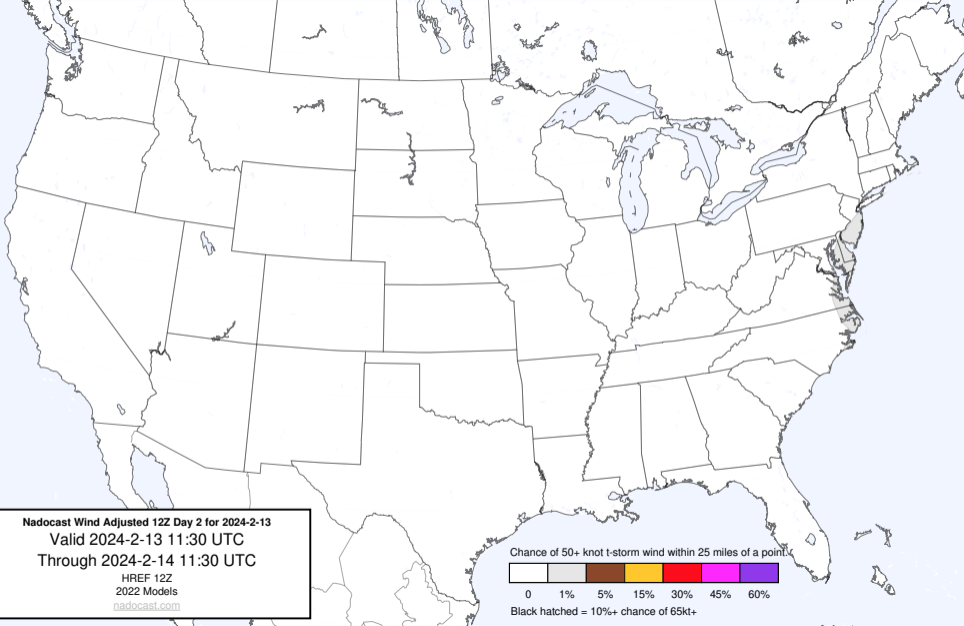 Nadocast Wind Adjusted 12Z Day 2 for 2024-2-13
Valid 2024-2-13 11:30 UTC
Through 2024-2-14 11:30 UTC
HREF 12Z
2022 Models
nadocast.com
Chance of 50+ knot t-storm wind within 25 miles of a point.
0 1% 5% 15% 30% 45% 60%
Black hatched = 10%+ chance of 65kt+